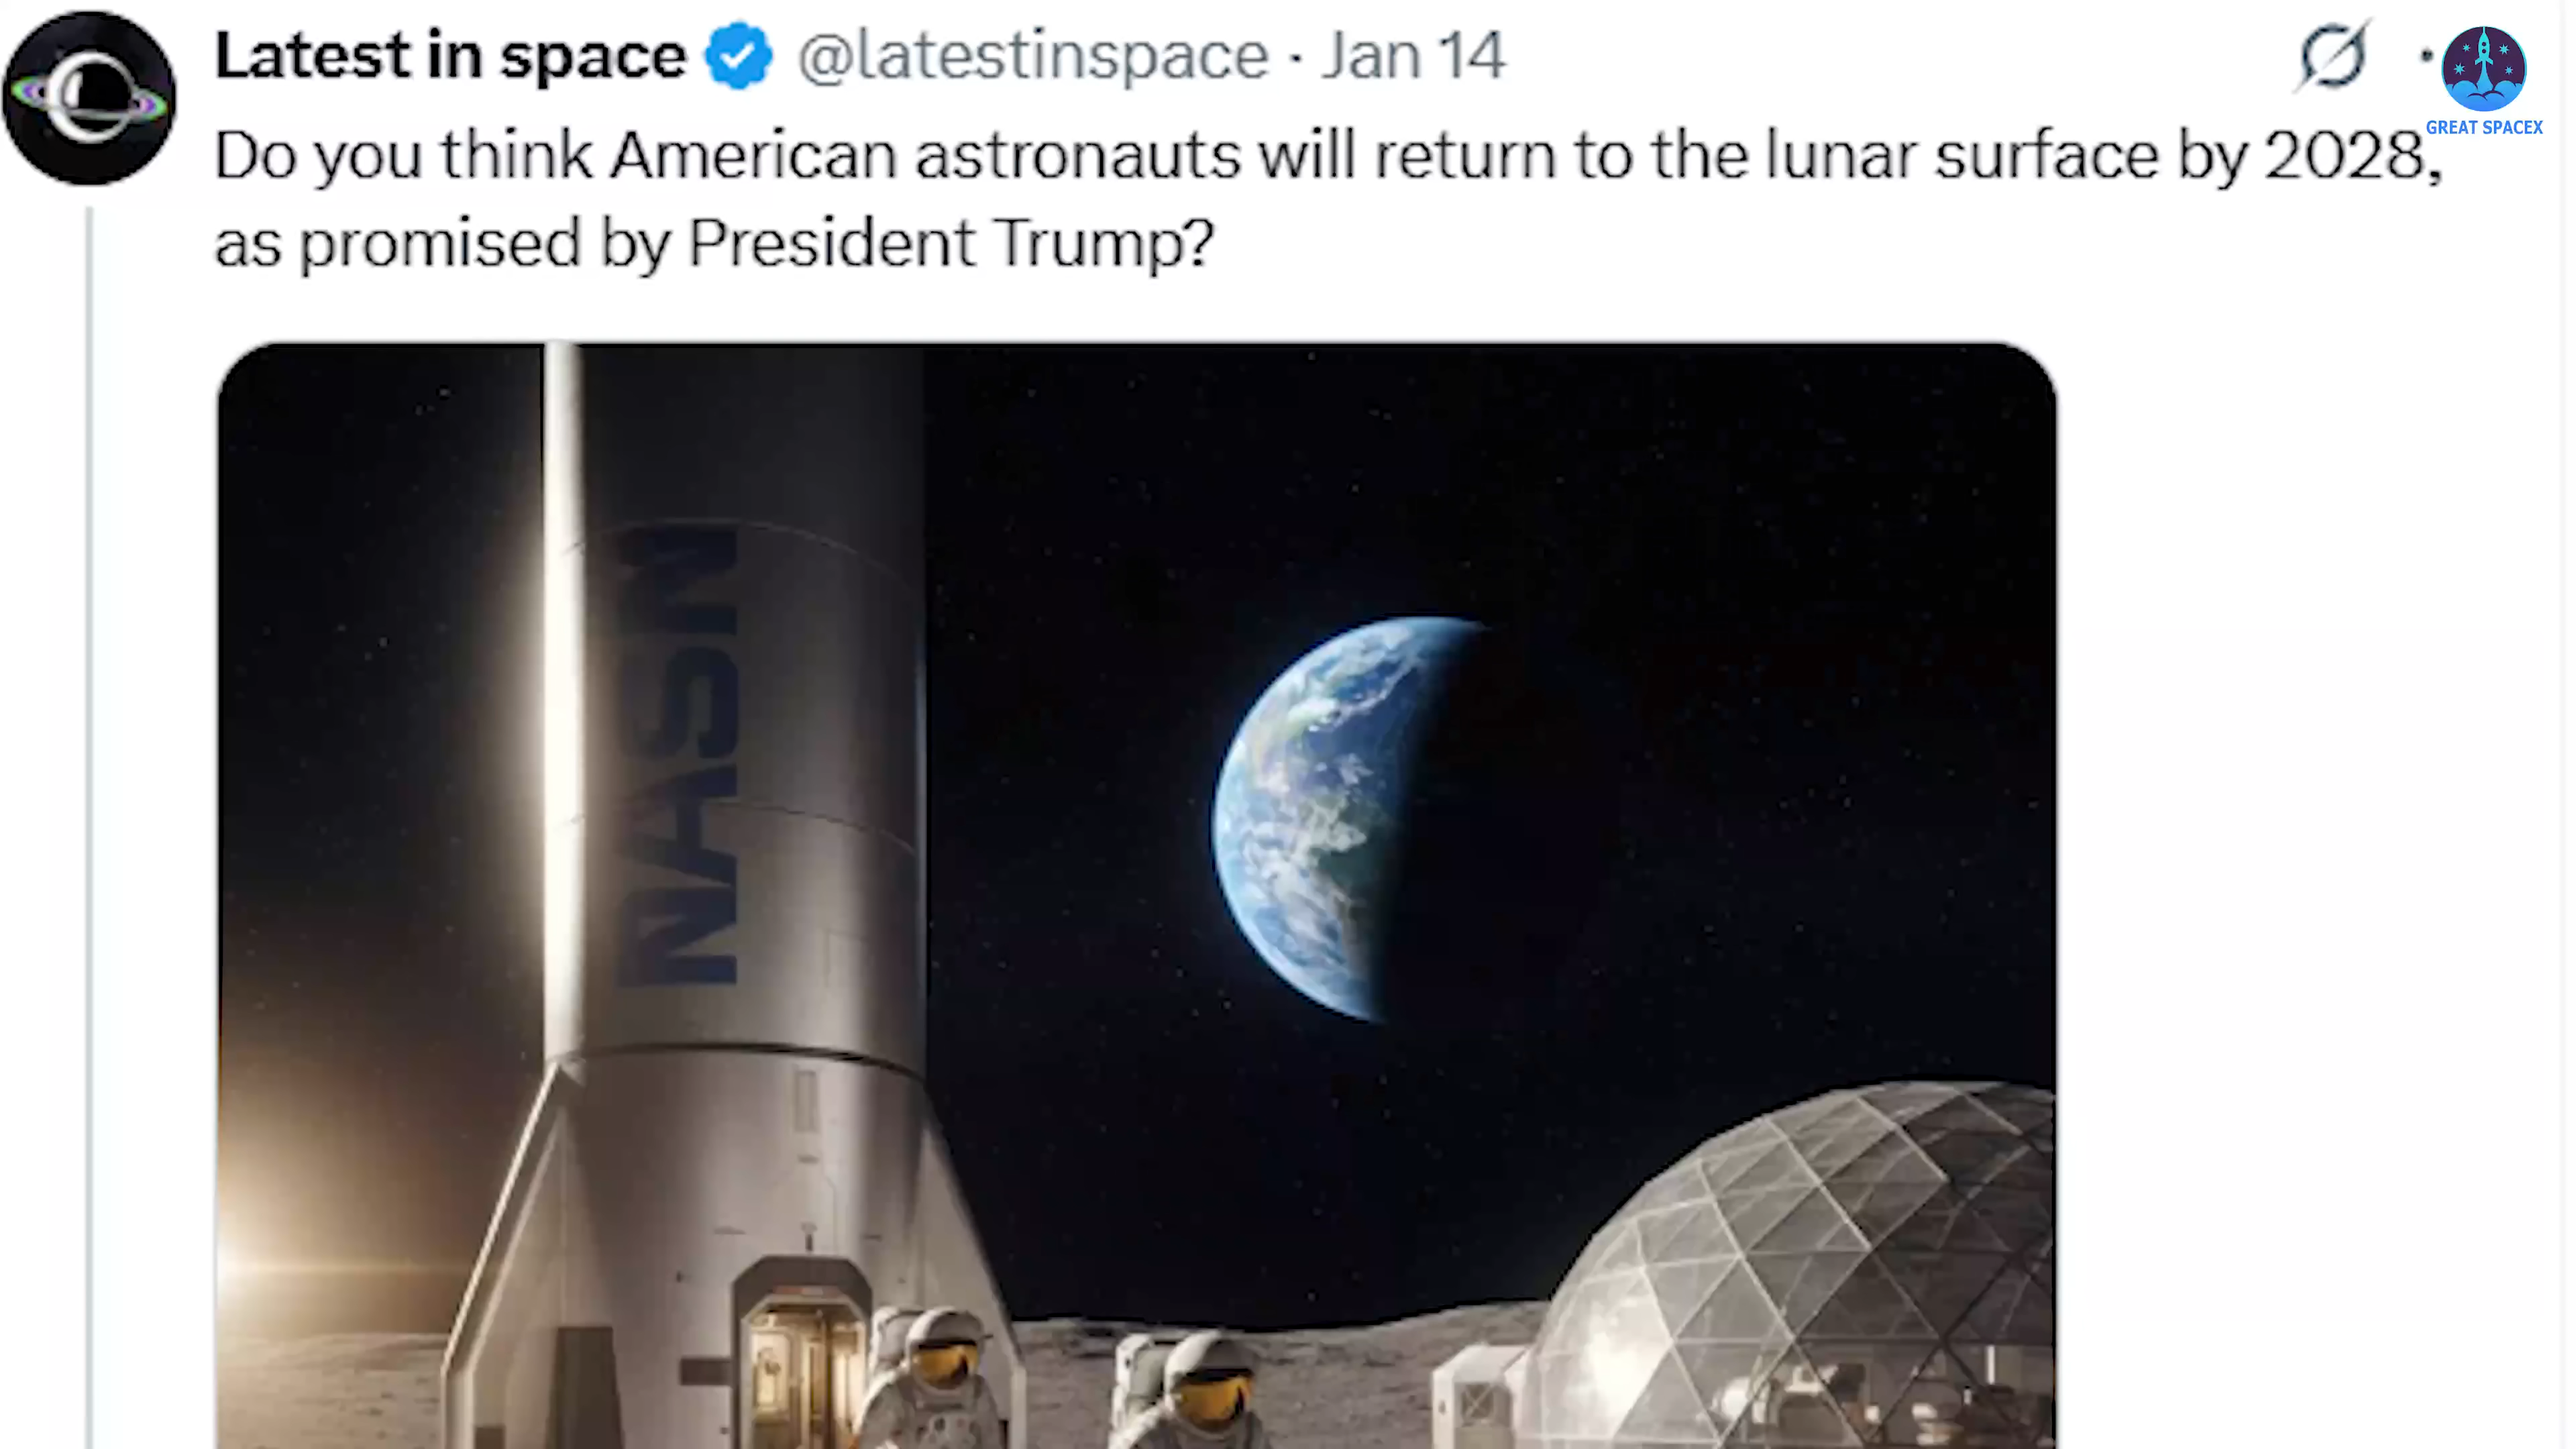 Latest in space @latestinspace · Jan 14
GREAT SPACEX
Do you think American astronauts will return to the lunar surface by 2028,
as promised by President Trump?
NASA